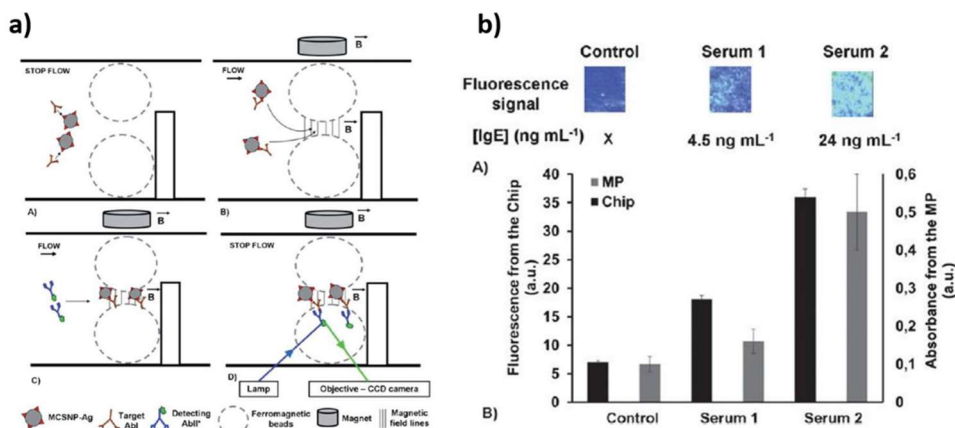 a)
STOP FLOW
B
FLOW
B
A)
B)
B
FLOW
B
C)
B
STOP FLOW
B
D)
Lamp
Objective – CCD camera
MCSNP-Ag
Target
AbI
Detecting
AbII*
Ferromagnetic
beads
Magnet
Magnetic
field lines
b)
Control Serum 1 Serum 2
Fluorescence
signal
[IgE] (ng mL-1) X 4.5 ng mL-1 24 ng mL-1
A)
Fluorescence from the Chip
(a.u.)
40
35
30
25
20
15
10
5
0
MP
Chip
0,6
0,5
0,4
0,3
0,2
0,1
0
Absorbance from the MP
(a.u.)
Control Serum 1 Serum 2
B)